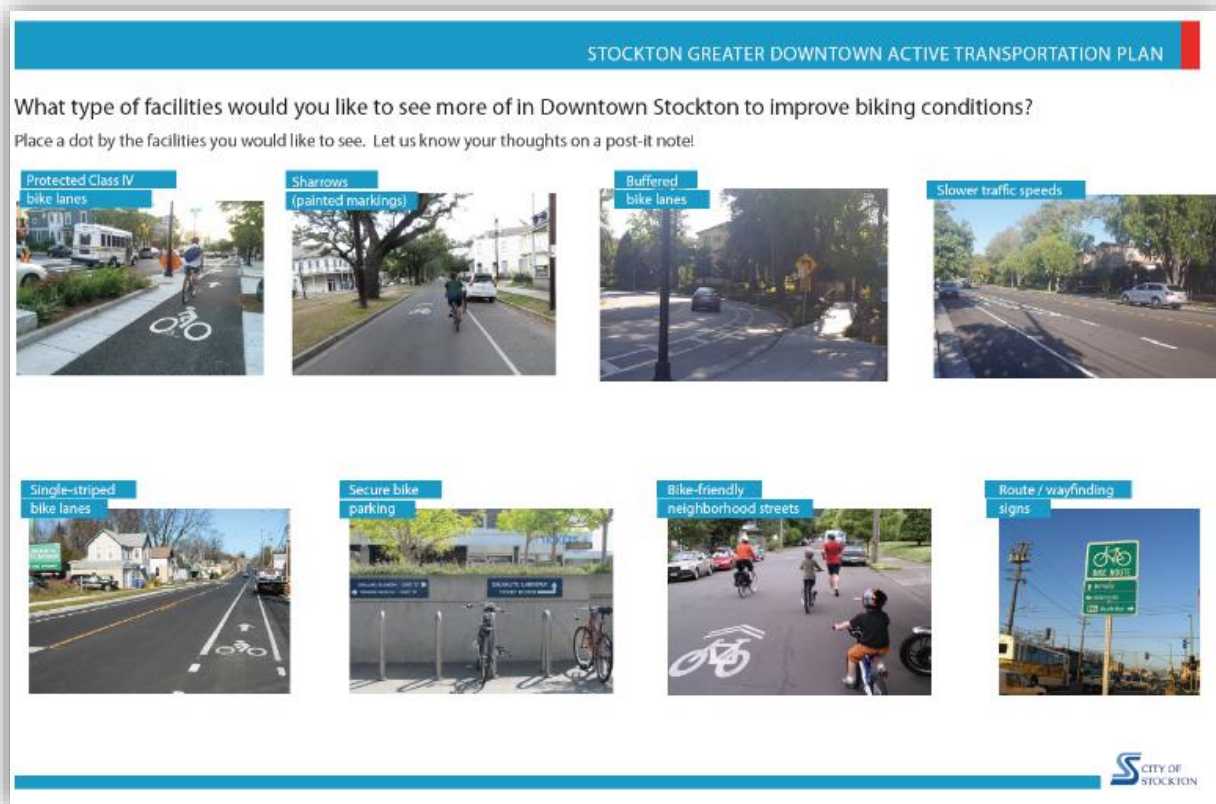 STOCKTON GREATER DOWNTOWN ACTIVE TRANSPORTATION PLAN
What type of facilities would you like to see more of in Downtown Stockton to improve biking conditions?
Place a dot by the facilities you would like to see. Let us know your thoughts on a post-it note!
Protected Class IV
bike lanes
Sharrows
(painted markings)
Buffered
bike lanes
Slower traffic speeds
Single-striped
bike lanes
Secure bike
parking
Bike-friendly
neighborhood streets
Route / wayfinding
signs
TICKETS
BIKE ROUTE
CITY OF
STOCKTON